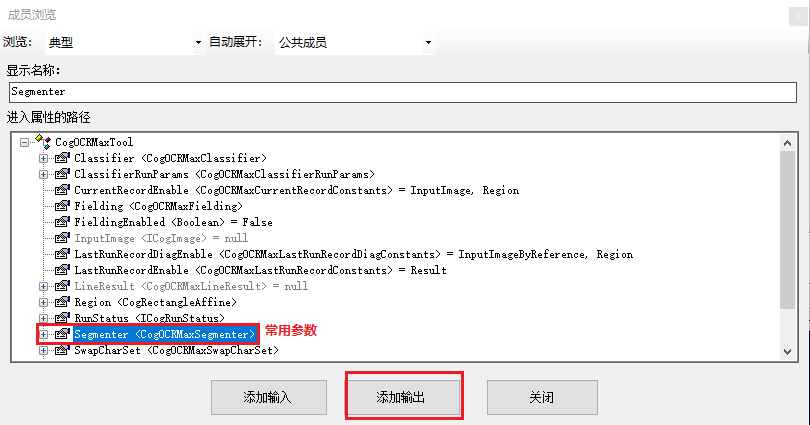 成员浏览
浏览： 典型 自动展开： 公共成员
显示名称：
Segmenter
进入属性的路径
CogOCRMaxTool
Classifier <CogOCRMaxClassifier>
ClassifierRunParams <CogOCRMaxClassifierRunParams>
CurrentRecordEnable <CogOCRMaxCurrentRecordConstants> = InputImage, Region
Fielding <CogOCRMaxFielding>
FieldingEnabled <Boolean> = False
InputImage <ICogImage> = null
LastRunRecordDiagEnable <CogOCRMaxLastRunRecordDiagConstants> = InputImageByReference, Region
LastRunRecordEnable <CogOCRMaxLastRunRecordConstants> = Result
LineResult <CogOCRMaxLineResult> = null
Region <CogRectangleAffine>
RunStatus <ICogRunStatus>
Segmenter <CogOCRMaxSegmenter> 常用参数
SwapCharSet <CogOCRMaxSwapCharSet>
添加输入 添加输出 关闭